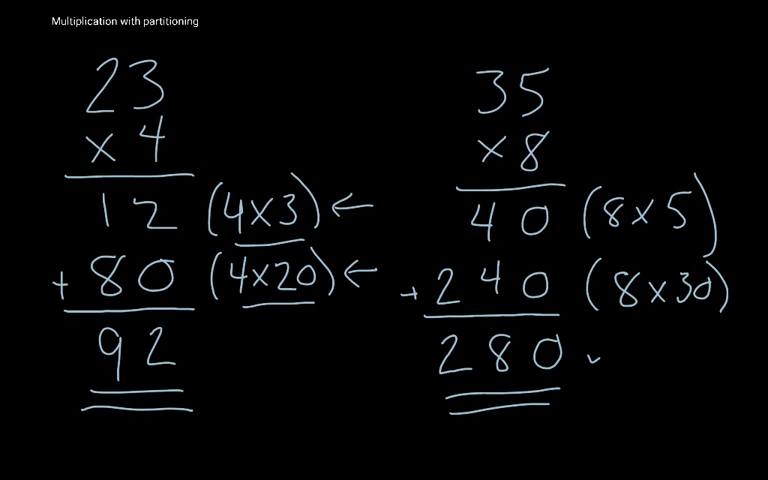 Multiplication with partitioning
23
x 4
12 (4x3) ←
+ 80 (4x20) ←
92
35
x 8
40 (8x5)
+ 240 (8x30)
280